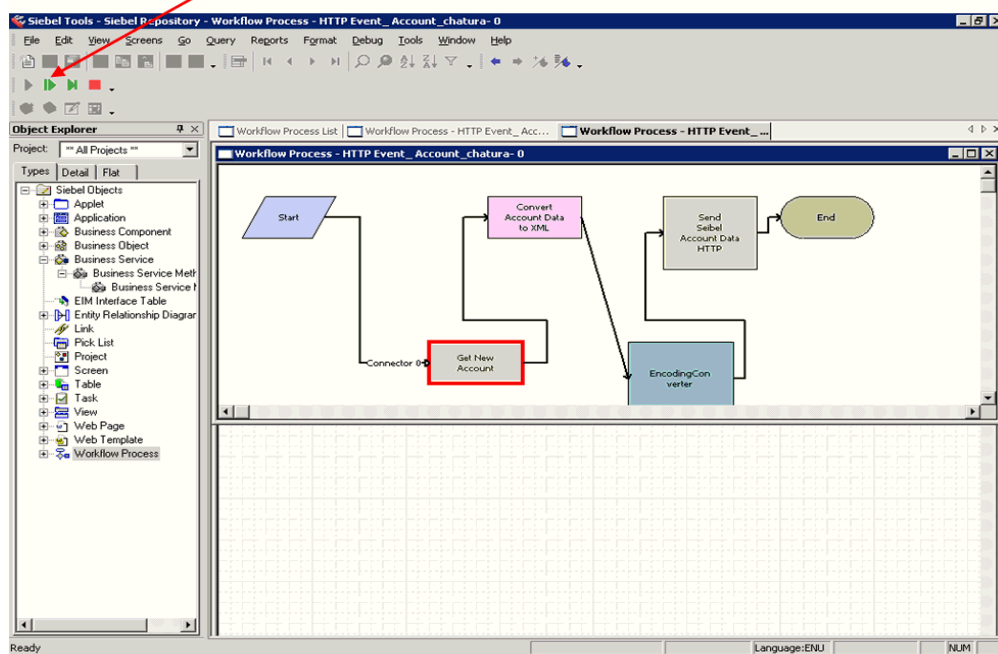 Siebel Tools - Siebel Repository - Workflow Process - HTTP Event_ Account_chatura- 0
File Edit View Screens Go Query Reports Format Debug Tools Window Help
Object Explorer
Project: ** All Projects **
Types Detail Flat
Siebel Objects
Applet
Application
Business Component
Business Object
Business Service
Business Service Meth
Business Service M
EIM Interface Table
Entity Relationship Diagrar
Link
Pick List
Project
Screen
Table
Task
View
Web Page
Web Template
Workflow Process
Workflow Process List Workflow Process - HTTP Event_ Acc... Workflow Process - HTTP Event_ ...
Workflow Process - HTTP Event_ Account_chatura- 0
Start
Convert
Account Data
to XML
Send
Seibel
Account Data
HTTP
End
Connector 0
Get New
Account
EncodingCon
verter
Ready
Language:ENU
NUM